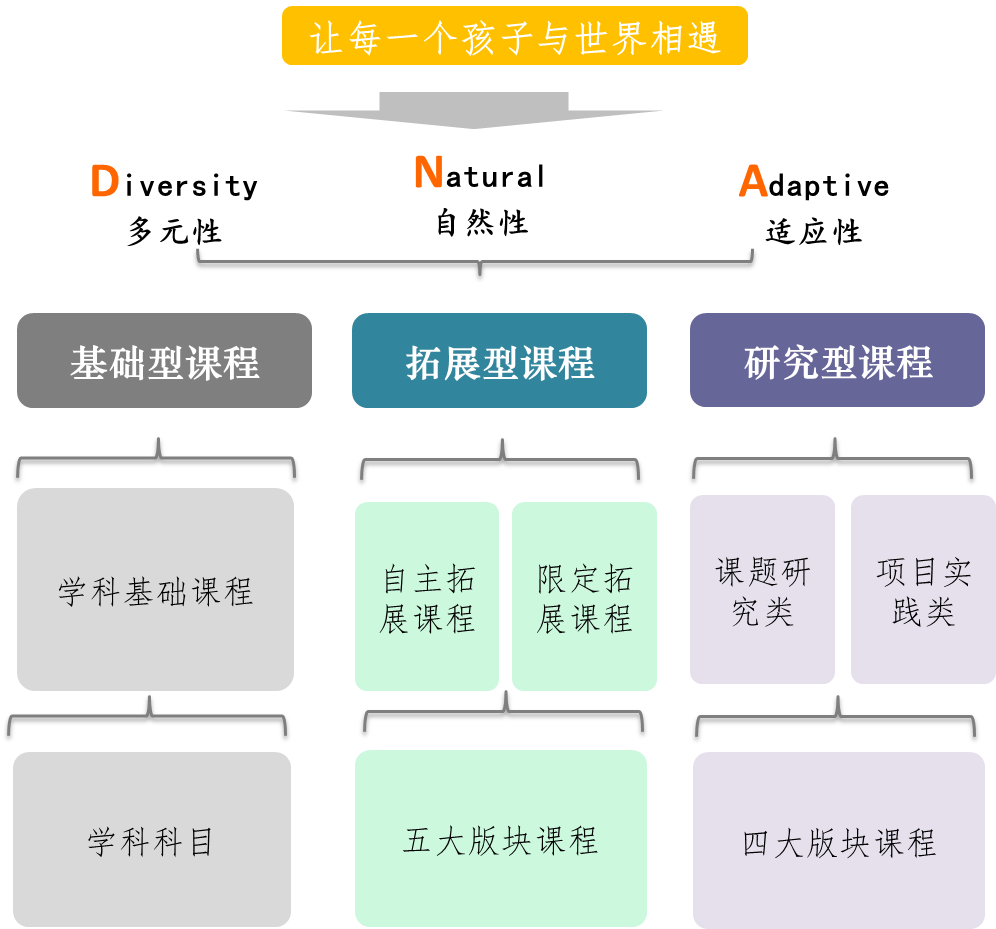 让每一个孩子与世界相遇
Diversity
多元性
Natural
自然性
Adaptive
适应性
基础型课程
拓展型课程
研究型课程
学科基础课程
自主拓
展课程
限定拓
展课程
课题研
究类
项目实
践类
学科科目
五大版块课程
四大版块课程